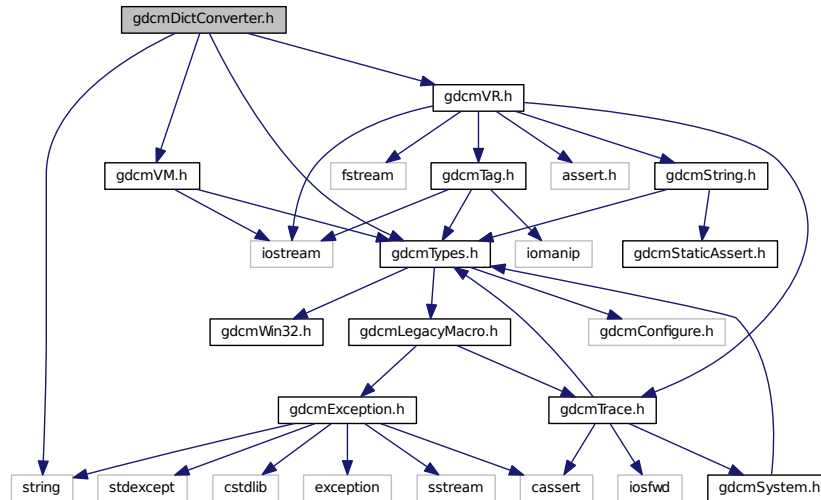 gdcmDictConverter.h
gdcmVR.h
gdcmVM.h
fstream
gdcmTag.h
assert.h
gdcmString.h
iostream
gdcmTypes.h
iomanip
gdcmStaticAssert.h
gdcmWin32.h
gdcmLegacyMacro.h
gdcmConfigure.h
gdcmException.h
gdcmTrace.h
string
stdexcept
cstdlib
exception
sstream
cassert
iosfwd
gdcmSystem.h